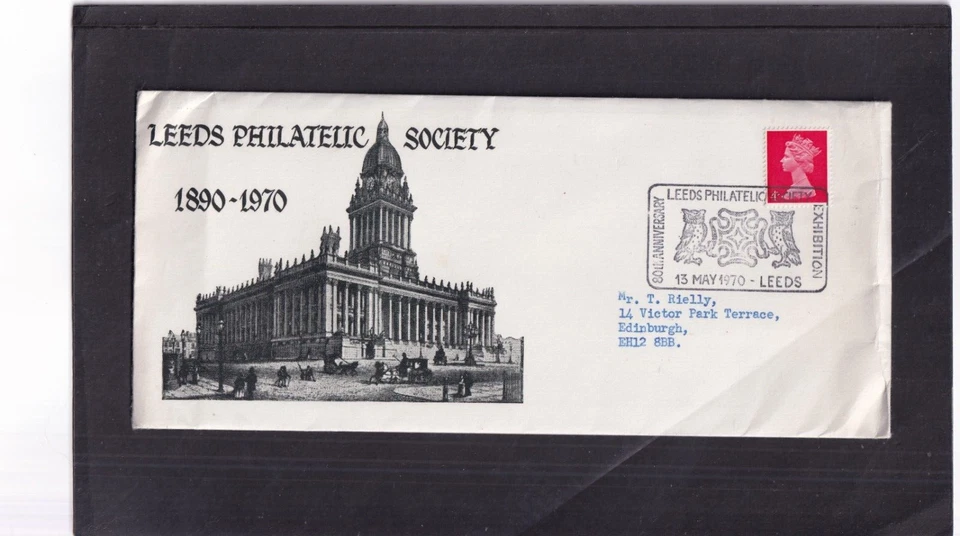 LEEDS PHILATELIC SOCIETY
1890-1970
LEEDS PHILATELIC SOCIETY
80th ANNIVERSARY
EXHIBITION
13 MAY 1970 - LEEDS
Mr. T. Rielly,
14 Victor Park Terrace,
Edinburgh,
EH12 8BB.